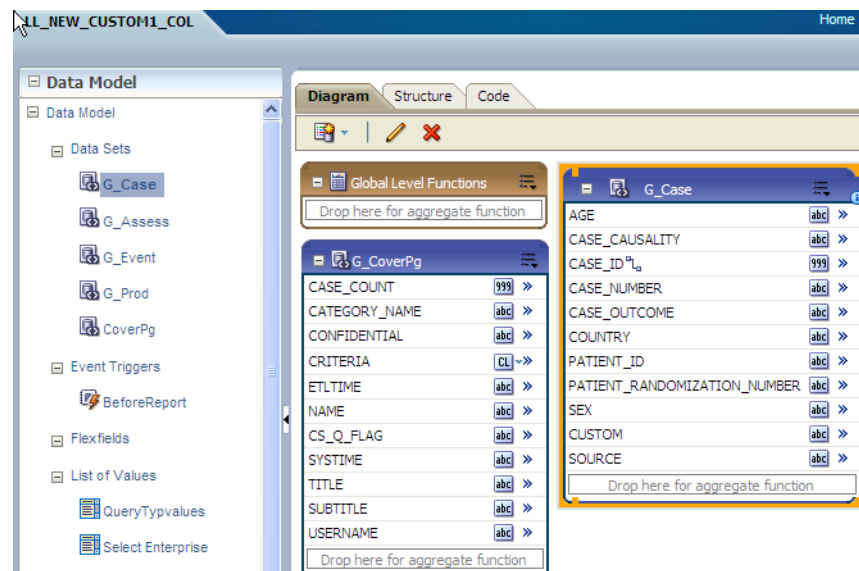 LL_NEW_CUSTOM1_COL
Home
Data Model
Data Model
Data Sets
G_Case
G_Assess
G_Event
G_Prod
CoverPg
Event Triggers
BeforeReport
Flexfields
List of Values
QueryTypvalues
Select Enterprise
Diagram Structure Code
Global Level Functions
Drop here for aggregate function
G_CoverPg
CASE_COUNT 999
CATEGORY_NAME abc
CONFIDENTIAL abc
CRITERIA CL
ETLTIME abc
NAME abc
CS_Q_FLAG abc
SYSTIME abc
TITLE abc
SUBTITLE abc
USERNAME abc
Drop here for aggregate function
G_Case
AGE abc
CASE_CAUSALITY abc
CASE_ID 999
CASE_NUMBER abc
CASE_OUTCOME abc
COUNTRY abc
PATIENT_ID abc
PATIENT_RANDOMIZATION_NUMBER abc
SEX abc
CUSTOM abc
SOURCE abc
Drop here for aggregate function